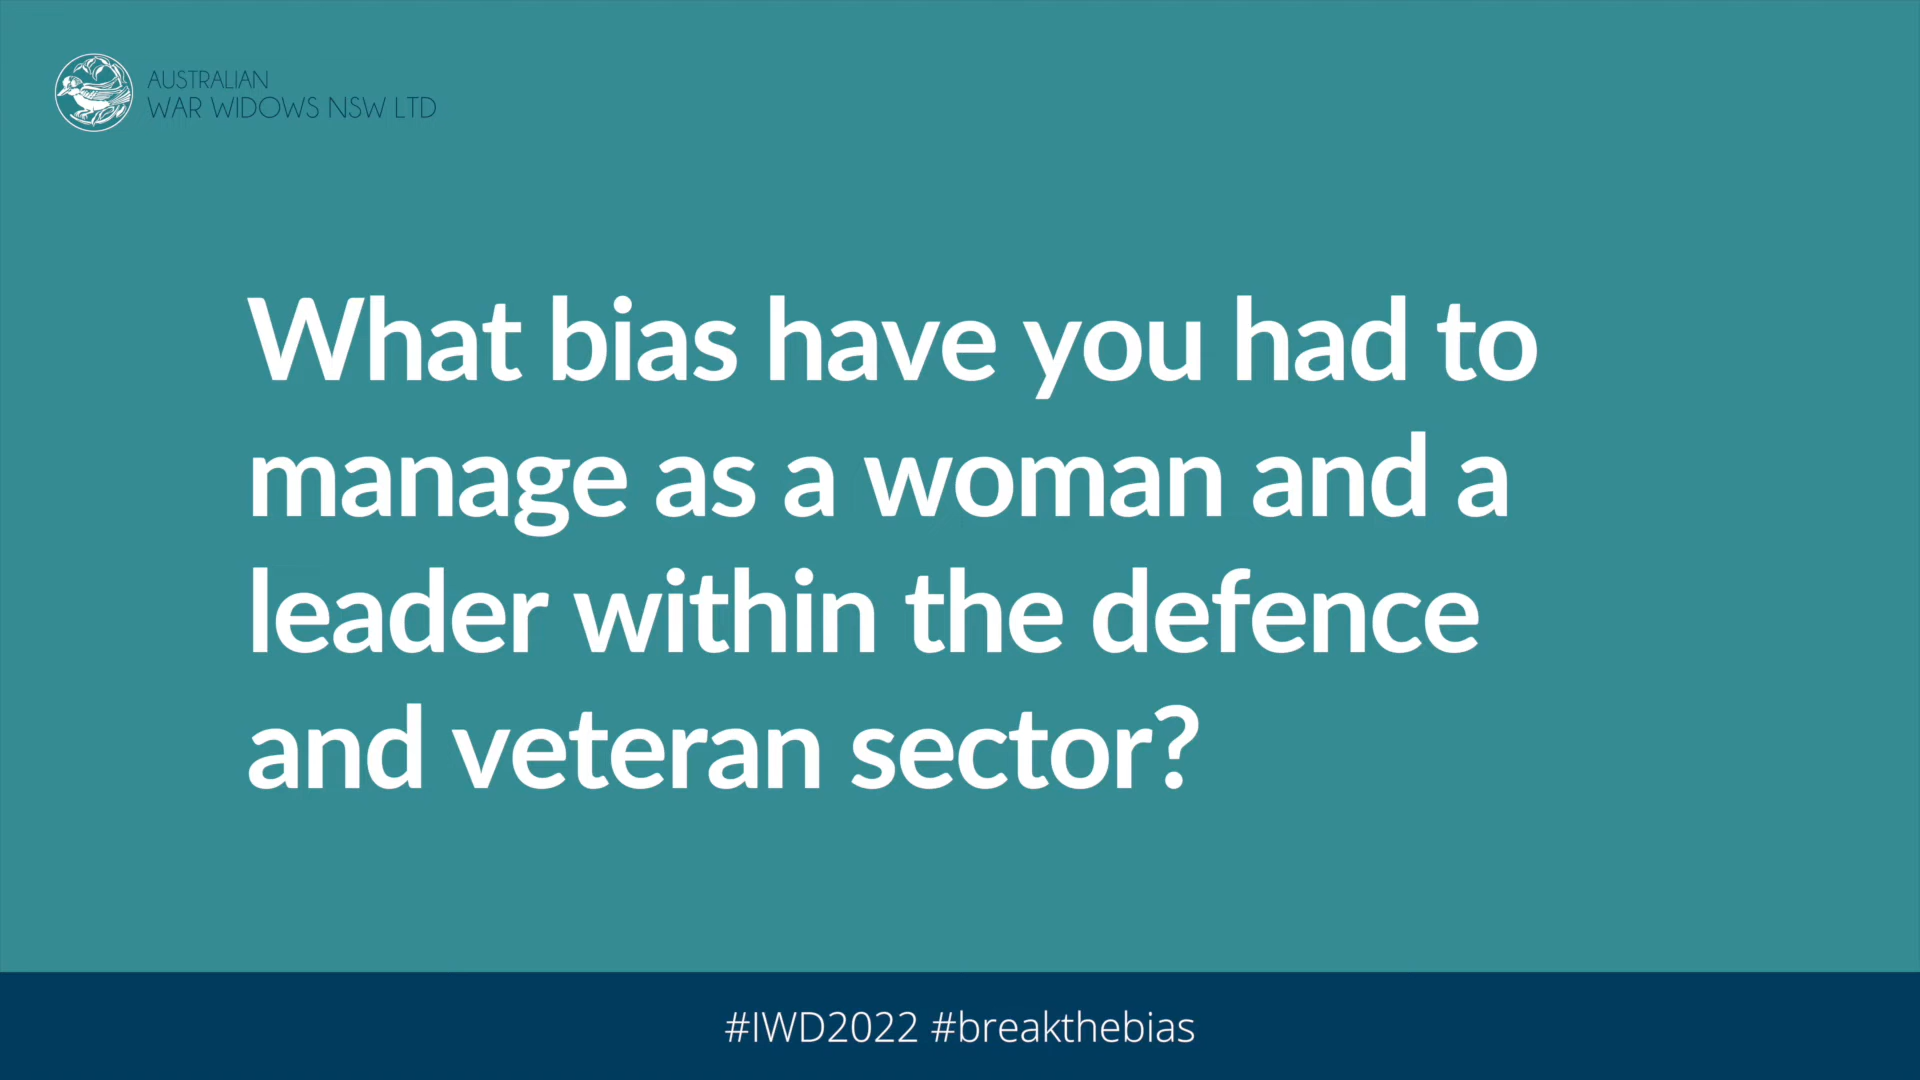 AUSTRALIAN
WAR WIDOWS NSW LTD
What bias have you had to
manage as a woman and a
leader within the defence
and veteran sector?
#IWD2022 #breakthebias